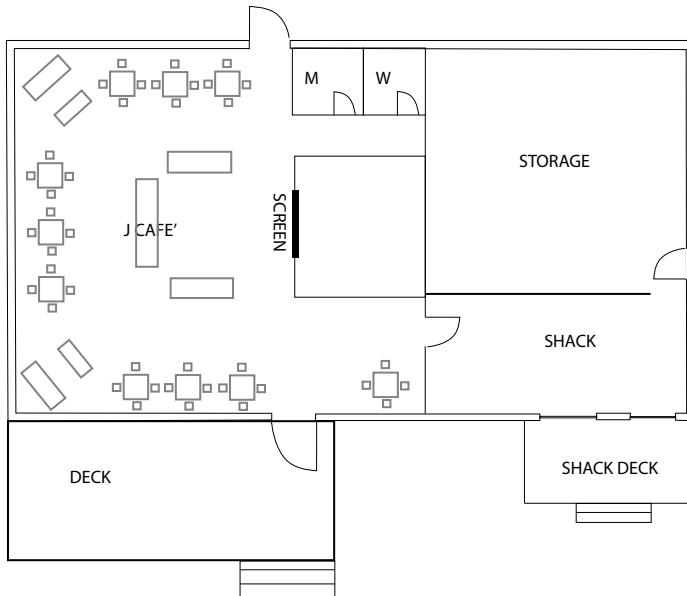 M
W
STORAGE
SCREEN
J CAFE'
SHACK
DECK
SHACK DECK